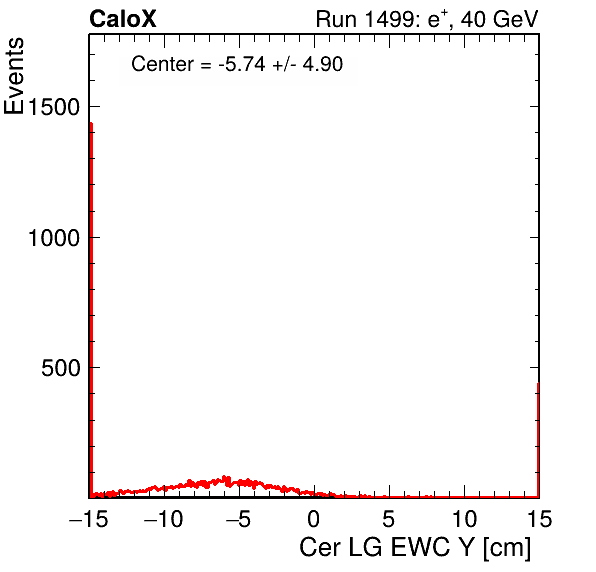 CaloX Run 1499: e⁺, 40 GeV
Center = -5.74 +/- 4.90
Events
1500
1000
500
−15 −10 −5 0 5 10 15
Cer LG EWC Y [cm]